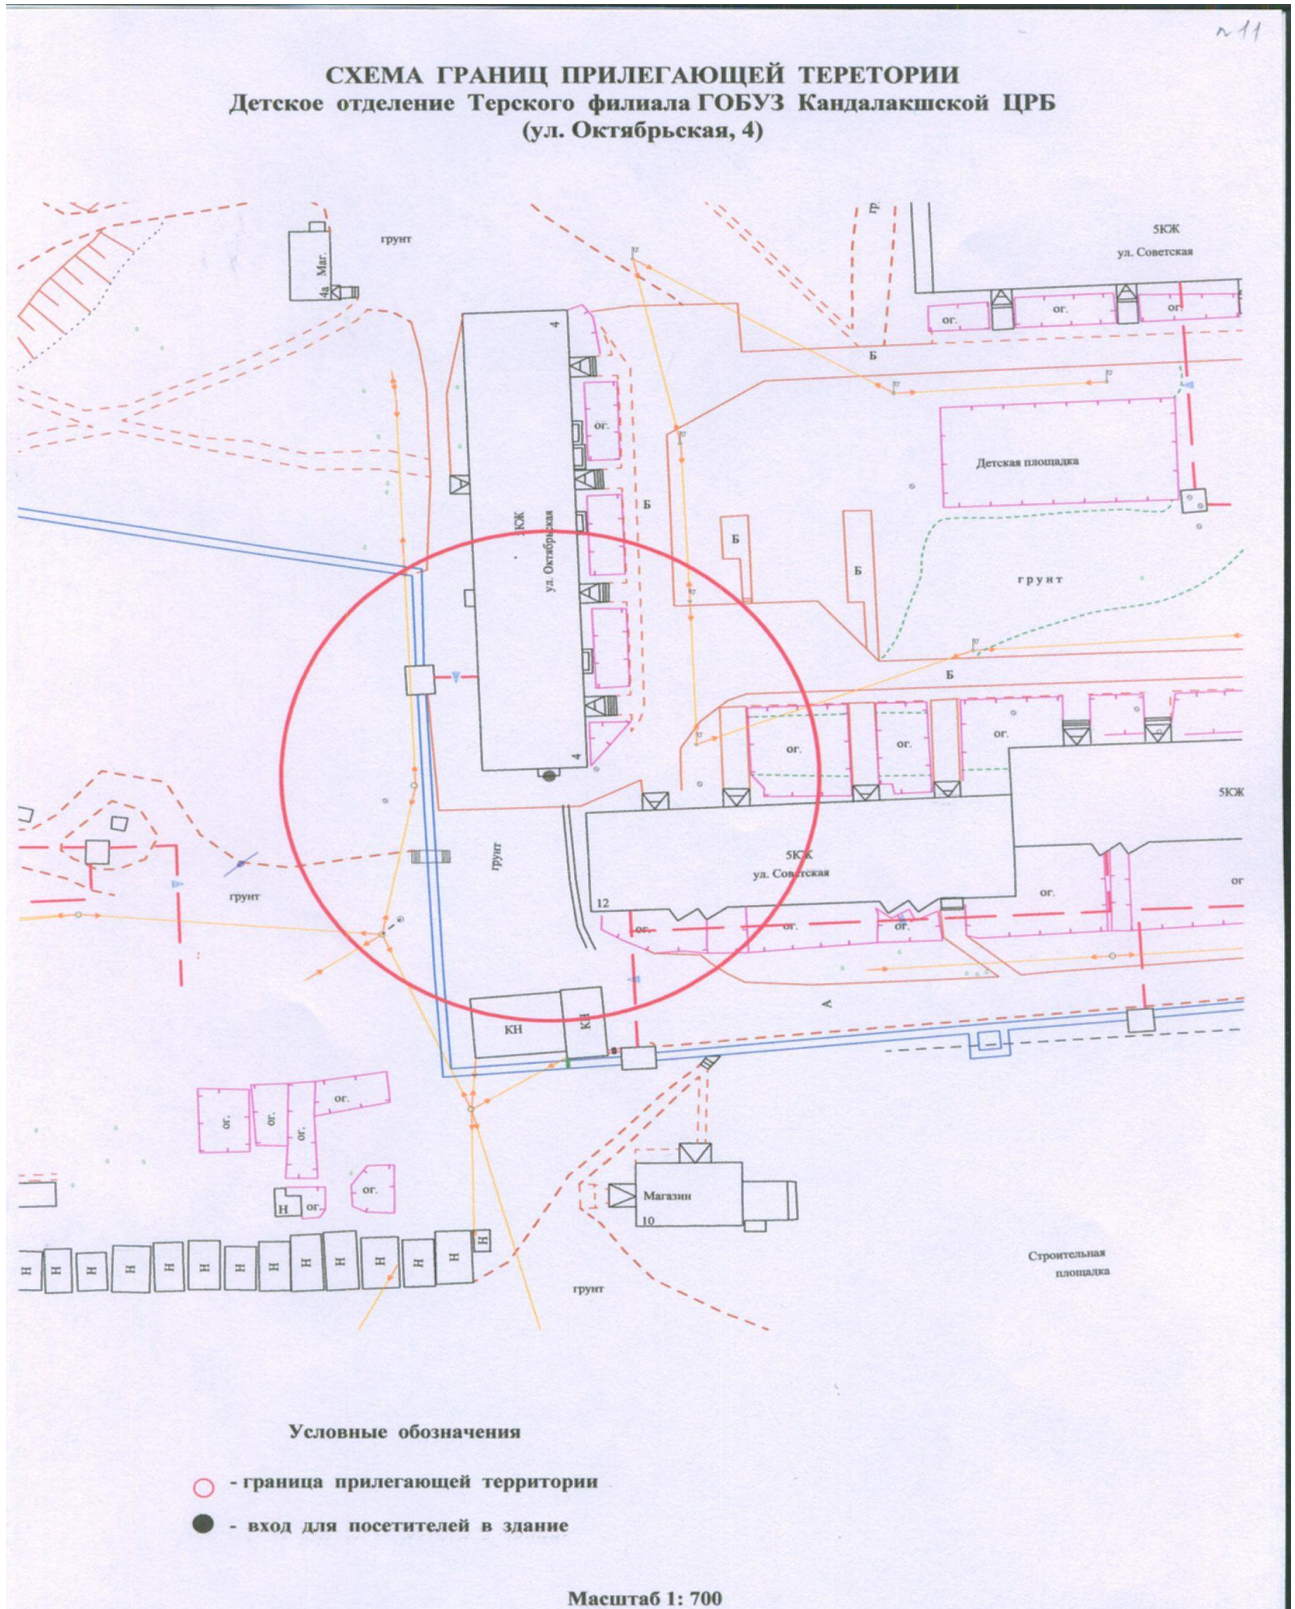 СХЕМА ГРАНИЦ ПРИЛЕГАЮЩЕЙ ТЕРЕТОРИИ
Детское отделение Терского филиала ГОБУЗ Кандалакшской ЦРБ
(ул. Октябрьская, 4)
гр.
5КЖ
ул. Советская
грунт
Маг.
4а
4
ог.
ог.
ог.
Б
ог.
Детская площадка
Б
КЖ
ул. Октябрьская
Б
Б
грунт
Б
4
ог.
ог.
ог.
5КЖ
грунт
5КЖ
ул. Советская
грунт
12
ог.
ог
ог.
ог.
ог.
А
КН
КН
ог.
ог.
ог.
ог.
ог.
Н
ог.
Магазин
10
Н
Н
Н
Н
Н
Н
Н
Н
Н
Н
Н
Н
Н
Н
Строительная
площадка
грунт
Условные обозначения
- граница прилегающей территории
- вход для посетителей в здание
Масштаб 1: 700